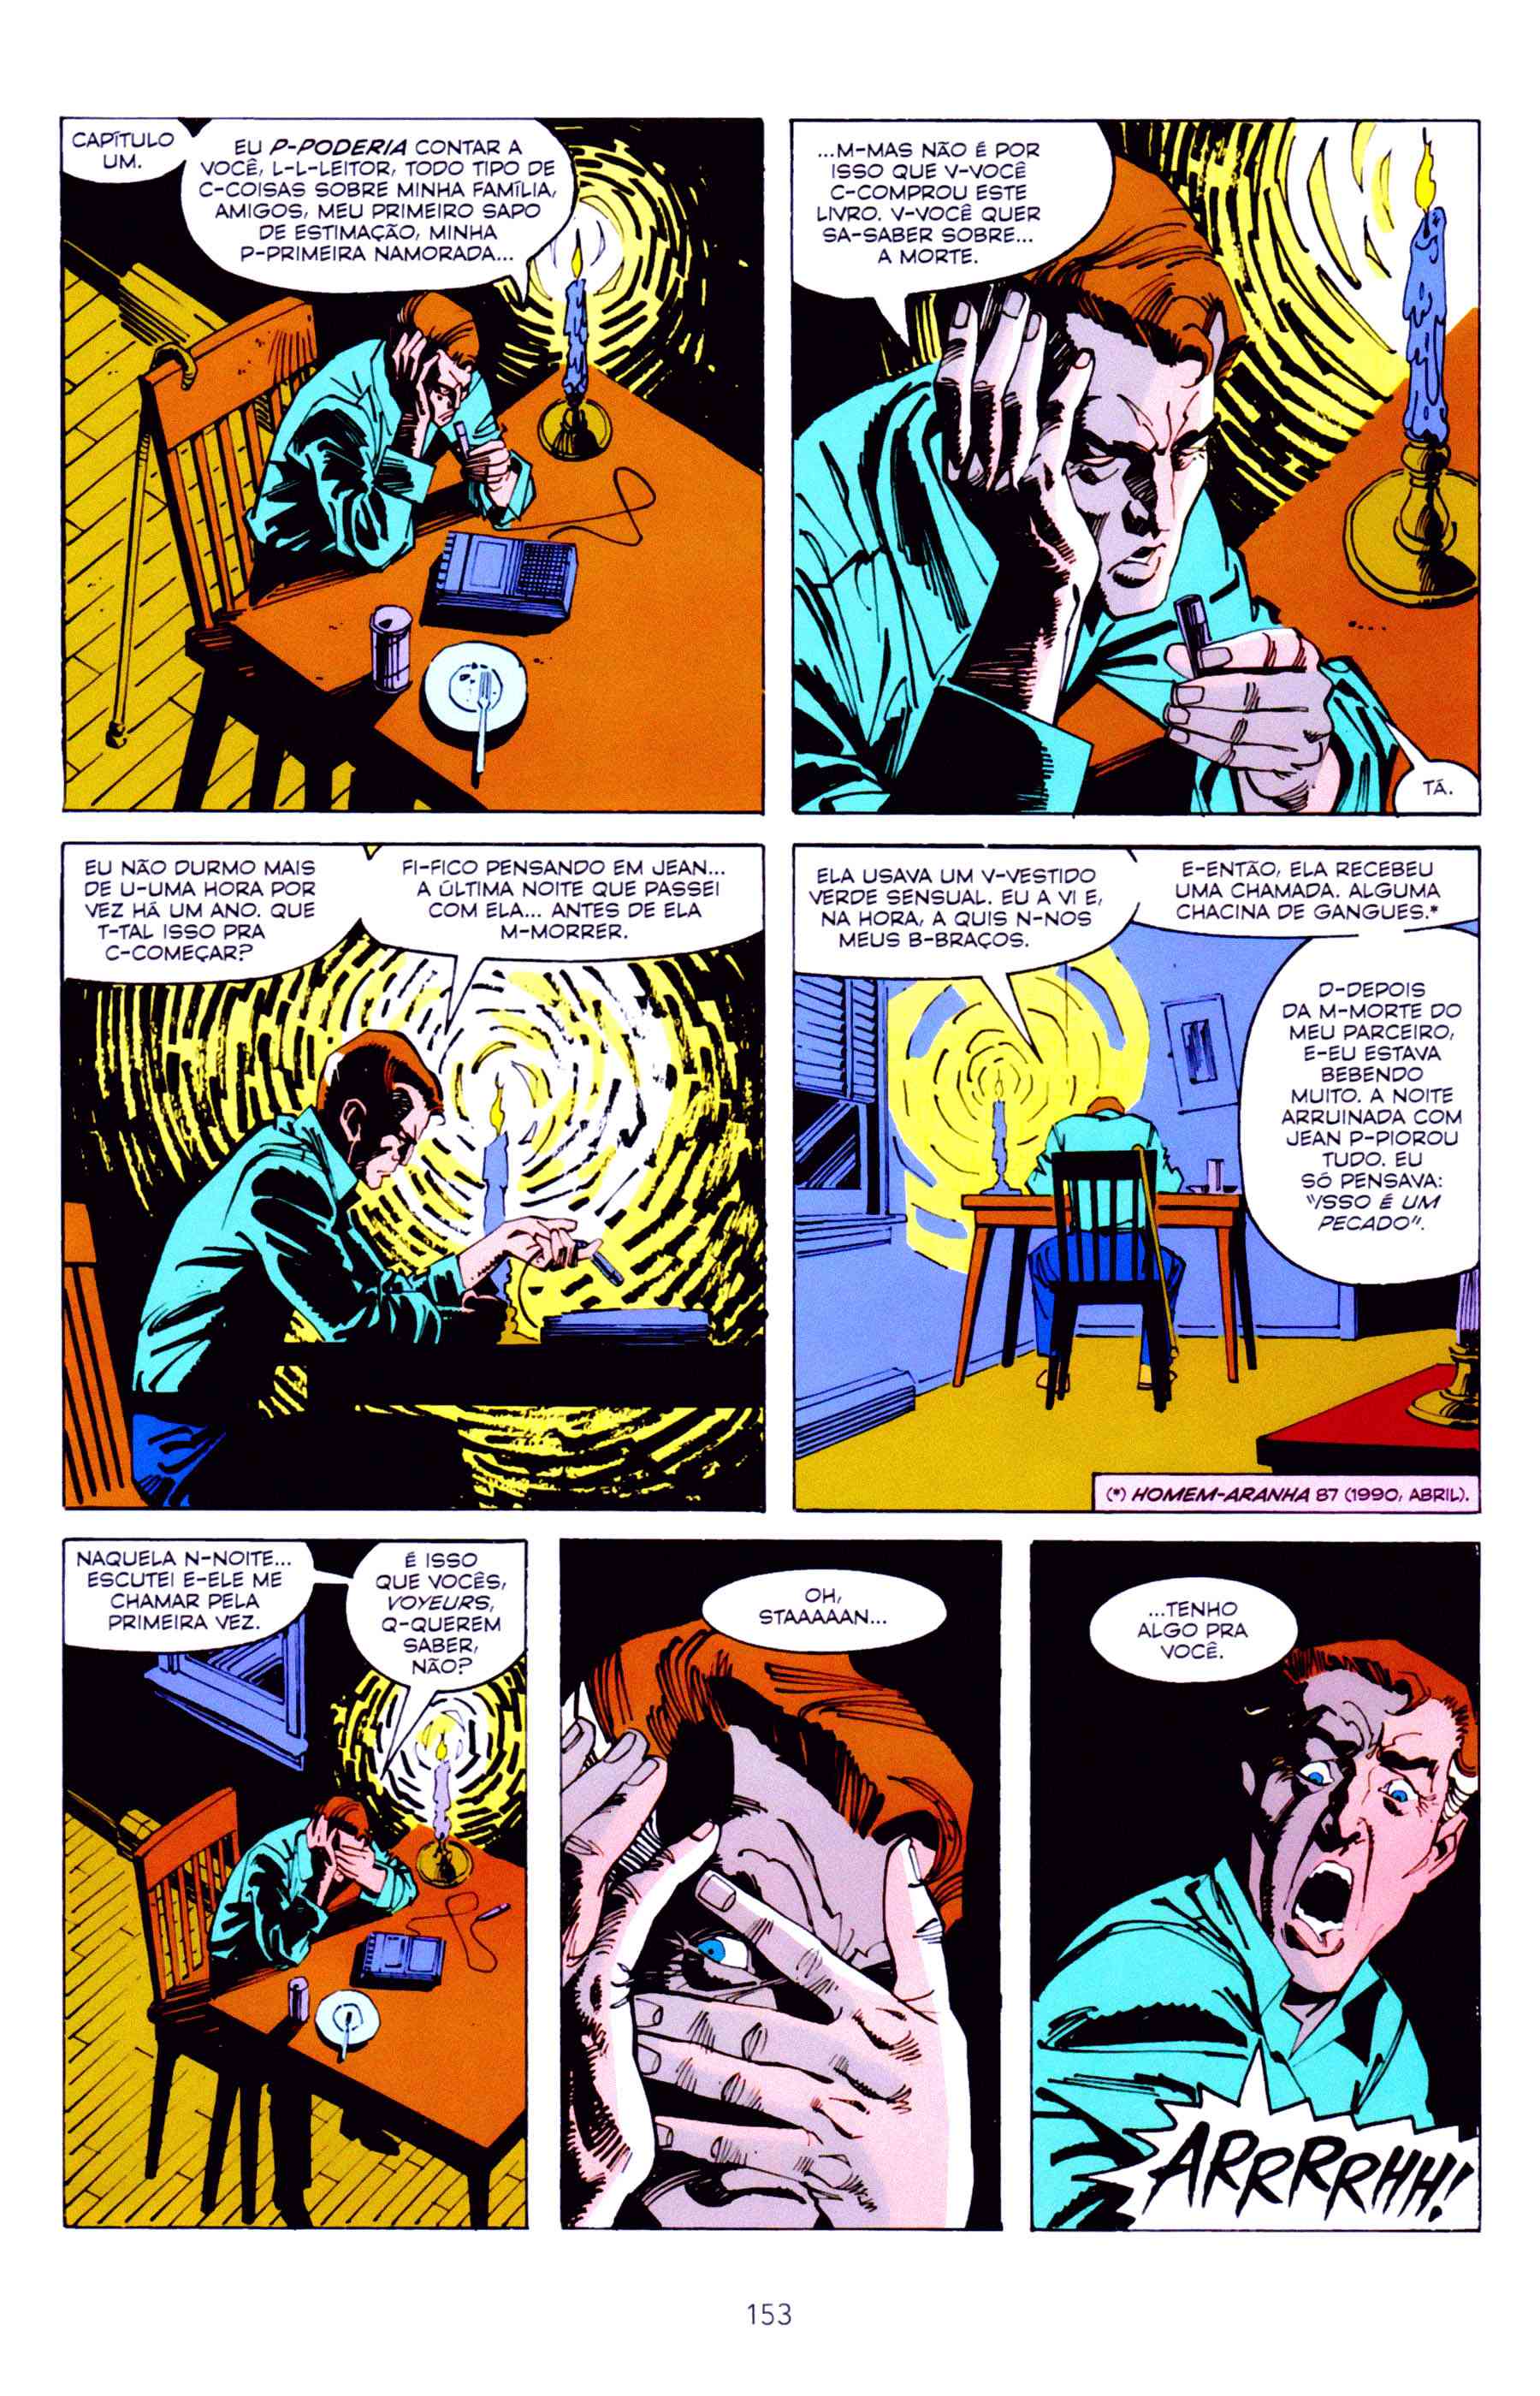 CAPÍTULO
UM.
EU P-PODERIA CONTAR A
VOCÊ, L-L-LEITOR, TODO TIPO DE
C-COISAS SOBRE MINHA FAMÍLIA,
AMIGOS, MEU PRIMEIRO SAPO
DE ESTIMAÇÃO, MINHA
P-PRIMEIRA NAMORADA...
...M-MAS NÃO É POR
ISSO QUE V-VOCÊ
C-COMPROU ESTE
LIVRO. V-VOCÊ QUER
SA-SABER SOBRE...
A MORTE.
TÁ.
EU NÃO DURMO MAIS
DE U-UMA HORA POR
VEZ HÁ UM ANO. QUE
T-TAL ISSO PRA
C-COMEÇAR?
FI-FICO PENSANDO EM JEAN...
A ÚLTIMA NOITE QUE PASSEI
COM ELA... ANTES DE ELA
M-MORRER.
ELA USAVA UM V-VESTIDO
VERDE SENSUAL. EU A VI E,
NA HORA, A QUIS N-NOS
MEUS B-BRAÇOS.
E-ENTÃO, ELA RECEBEU
UMA CHAMADA. ALGUMA
CHACINA DE GANGUES.*
D-DEPOIS
DA M-MORTE DO
MEU PARCEIRO,
E-EU ESTAVA
BEBENDO
MUITO. A NOITE
ARRUINADA COM
JEAN P-PIOROU
TUDO. EU
SÓ PENSAVA:
"ISSO É UM
PECADO".
(*) HOMEM-ARANHA 87 (1990, ABRIL).
NAQUELA N-NOITE...
ESCUTEI E-ELE ME
CHAMAR PELA
PRIMEIRA VEZ.
É ISSO
QUE VOCÊS,
VOYEURS,
Q-QUEREM
SABER,
NÃO?
OH,
STAAAAAN...
...TENHO
ALGO PRA
VOCÊ.
ARRRRHH!
153